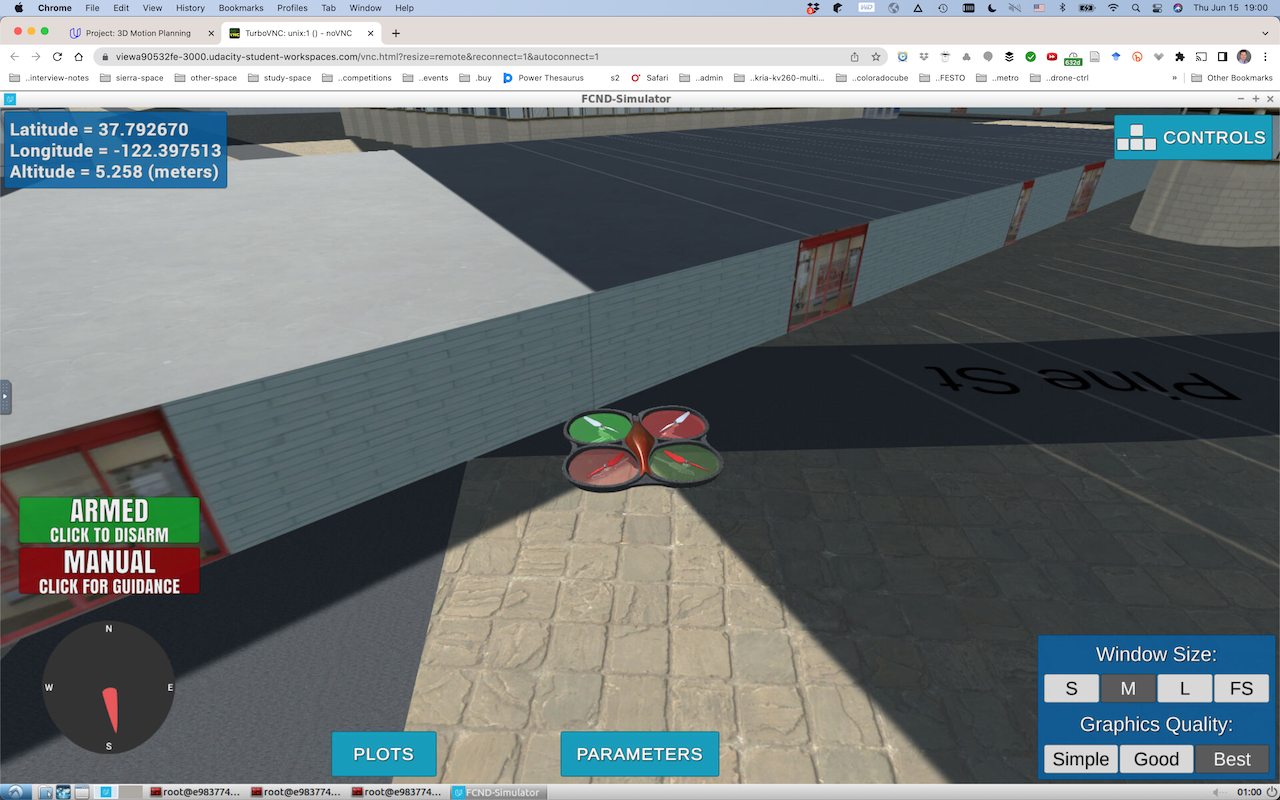 Chrome File Edit View History Bookmarks Profiles Tab Window Help Thu Jun 15 19:00
Project: 3D Motion Planning TurboVNC: unix:1 () - noVNC
viewa90532fe-3000.udacity-student-workspaces.com/vnc.html?resize=remote&reconnect=1&autoconnect=1
632d
..interview-notes sierra-space other-space study-space ..competitions ..events .buy Power Thesaurus s2 Safari ..admin ..kria-kv260-multi... ..coloradocube ..FESTO ..metro ..drone-ctrl » Other Bookmarks
FCND-Simulator
Latitude = 37.792670
Longitude = -122.397513
Altitude = 5.258 (meters)
CONTROLS
Pine St
ARMED
CLICK TO DISARM
MANUAL
CLICK FOR GUIDANCE
N
W E
S
Window Size:
S M L FS
Graphics Quality:
Simple Good Best
PLOTS PARAMETERS
root@e983774... root@e983774... root@e983774... FCND-Simulator 01:00